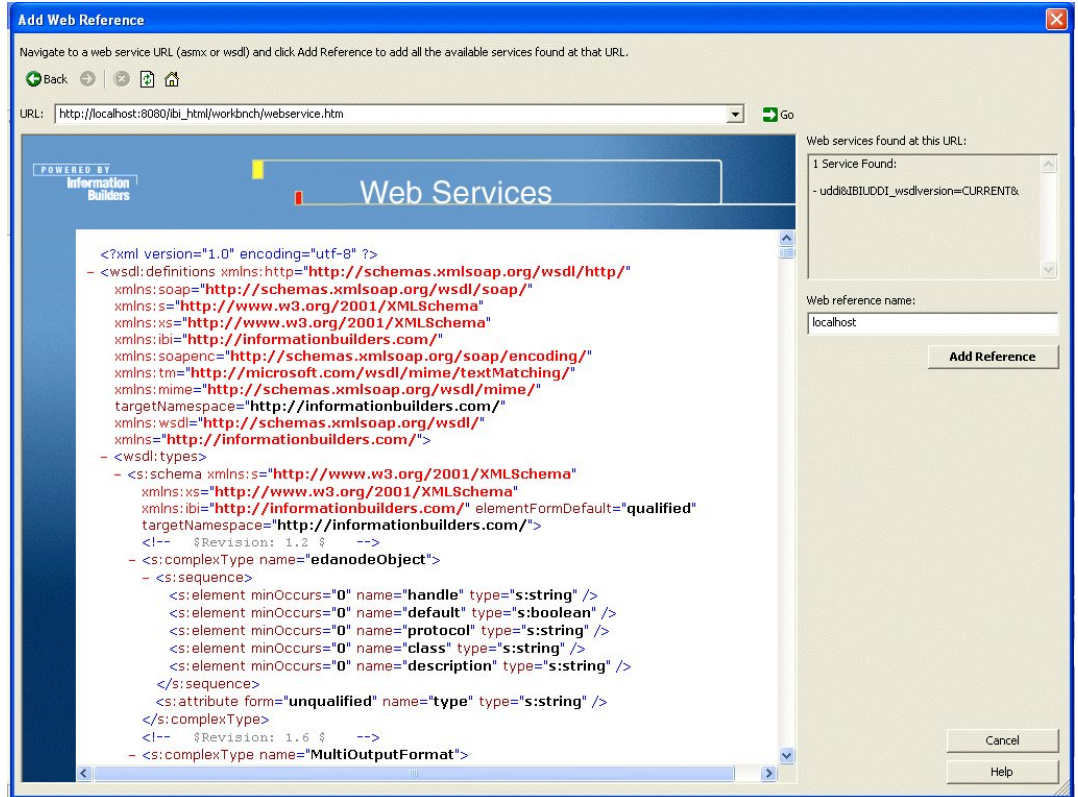 Add Web Reference
Navigate to a web service URL (asmx or wsdl) and click Add Reference to add all the available services found at that URL.
Back
URL: http://localhost:8080/ibi_html/workbnch/webservice.htm Go
POWERED BY
Information
Builders
Web Services
<?xml version="1.0" encoding="utf-8" ?>
- <wsdl:definitions xmlns:http="http://schemas.xmlsoap.org/wsdl/http/"
xmlns:soap="http://schemas.xmlsoap.org/wsdl/soap/"
xmlns:s="http://www.w3.org/2001/XMLSchema"
xmlns:xs="http://www.w3.org/2001/XMLSchema"
xmlns:ibi="http://informationbuilders.com/"
xmlns:soapenc="http://schemas.xmlsoap.org/soap/encoding/"
xmlns:tm="http://microsoft.com/wsdl/mime/textMatching/"
xmlns:mime="http://schemas.xmlsoap.org/wsdl/mime/"
targetNamespace="http://informationbuilders.com/"
xmlns:wsdl="http://schemas.xmlsoap.org/wsdl/"
xmlns="http://informationbuilders.com/">
- <wsdl:types>
- <s:schema xmlns:s="http://www.w3.org/2001/XMLSchema"
xmlns:xs="http://www.w3.org/2001/XMLSchema"
xmlns:ibi="http://informationbuilders.com/" elementFormDefault="qualified"
targetNamespace="http://informationbuilders.com/">
<!-- $Revision: 1.2 $ -->
- <s:complexType name="edanodeObject">
- <s:sequence>
<s:element minOccurs="0" name="handle" type="s:string" />
<s:element minOccurs="0" name="default" type="s:boolean" />
<s:element minOccurs="0" name="protocol" type="s:string" />
<s:element minOccurs="0" name="class" type="s:string" />
<s:element minOccurs="0" name="description" type="s:string" />
</s:sequence>
<s:attribute form="unqualified" name="type" type="s:string" />
</s:complexType>
<!-- $Revision: 1.6 $ -->
- <s:complexType name="MultiOutputFormat">
Web services found at this URL:
1 Service Found:
- uddi&IBIUDDI_wsdlversion=CURRENT&
Web reference name:
localhost
Add Reference
Cancel
Help